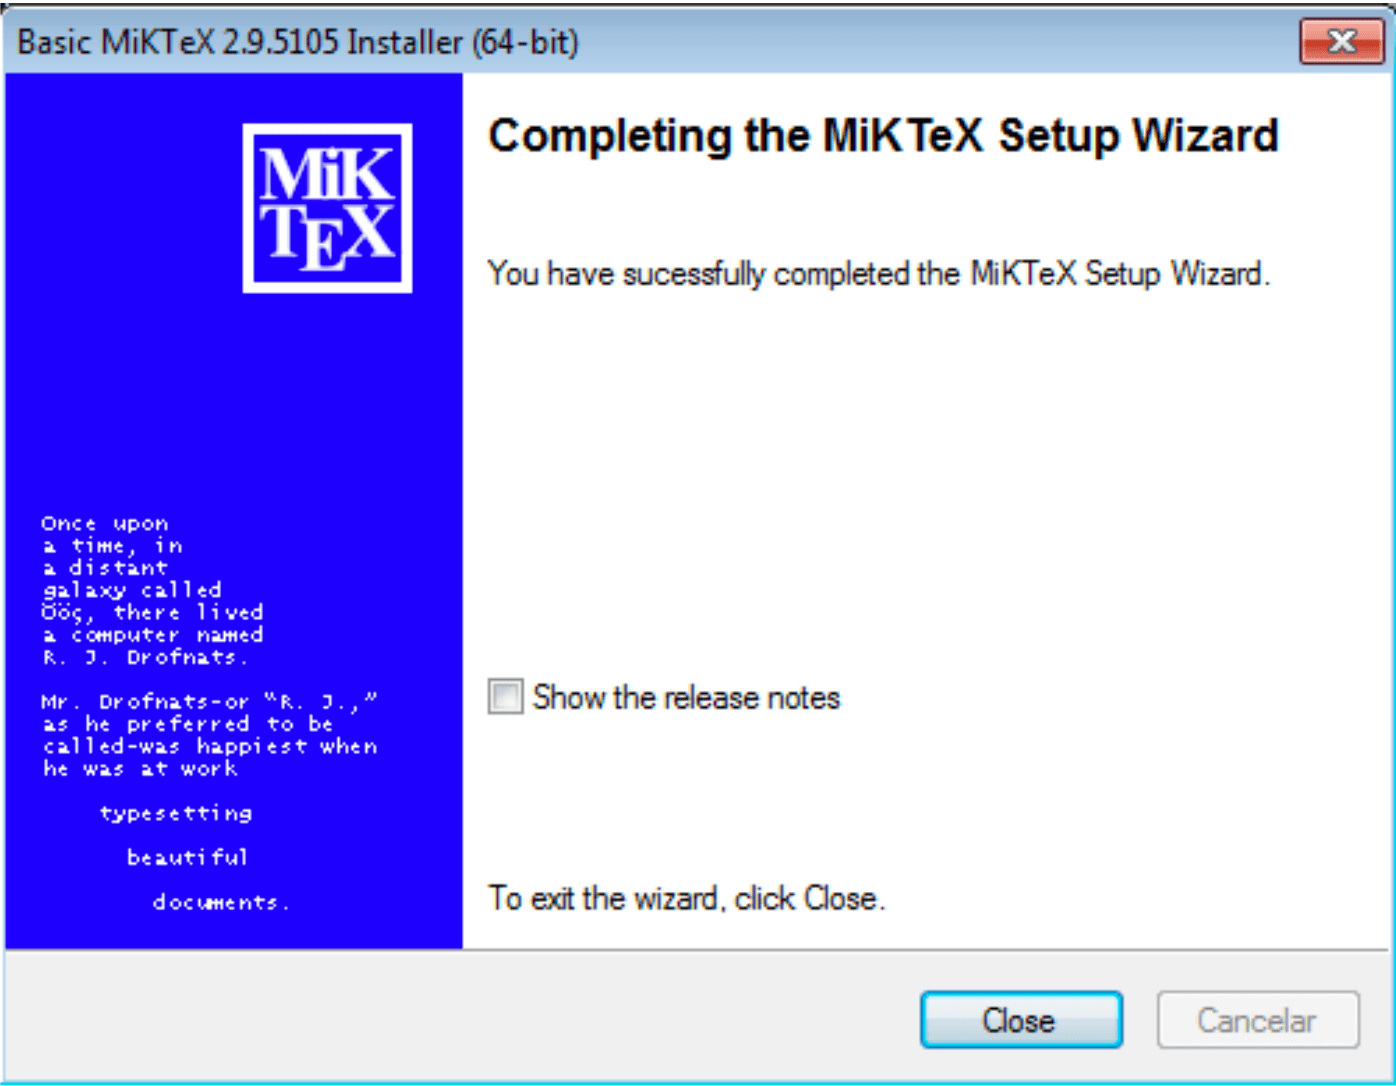 Basic MiKTeX 2.9.5105 Installer (64-bit)
MiK
TEX
Completing the MiKTeX Setup Wizard
You have sucessfully completed the MiKTeX Setup Wizard.
Once upon
a time, in
a distant
galaxy called
Ööç, there lived
a computer named
R. J. Drofnats.
Mr. Drofnats-or "R. J.,"
as he preferred to be
called-was happiest when
he was at work
typesetting
beautiful
documents.
Show the release notes
To exit the wizard, click Close.
Close
Cancelar